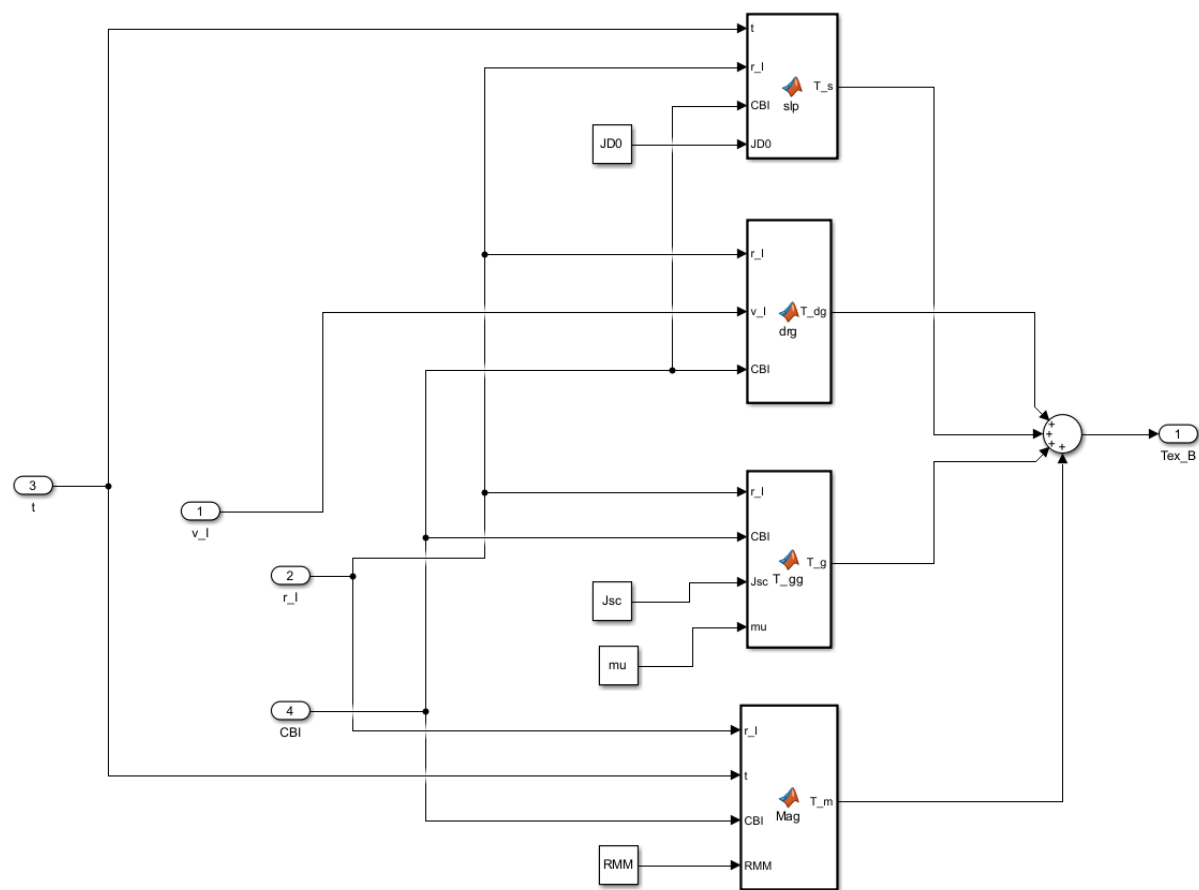 t
r_I
CBI
JD0
T_s
slp
JD0
r_I
v_I
CBI
T_dg
drg
3
t
1
v_I
2
r_I
4
CBI
r_I
CBI
Jsc
mu
T_g
T_gg
Jsc
mu
r_I
t
CBI
RMM
T_m
Mag
RMM
+
+
+
+
1
Tex_B